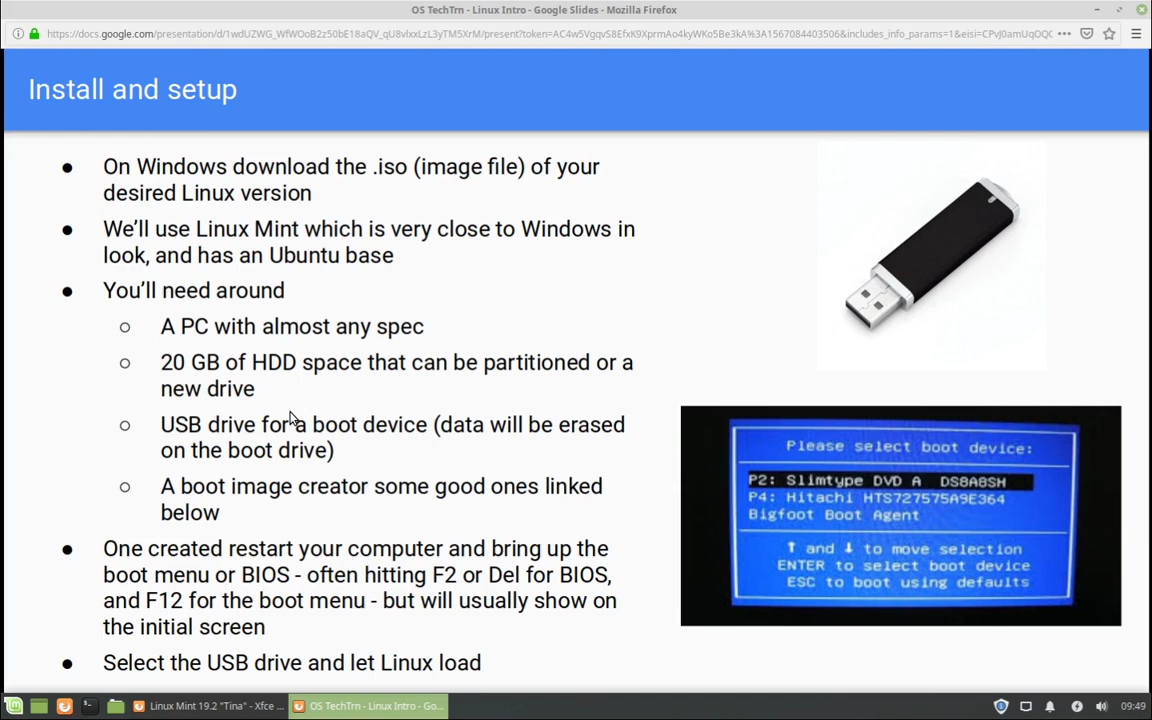 OS TechTrn - Linux Intro - Google Slides - Mozilla Firefox
Install and setup
● On Windows download the .iso (image file) of your
desired Linux version
● We'll use Linux Mint which is very close to Windows in
look, and has an Ubuntu base
● You'll need around
○ A PC with almost any spec
○ 20 GB of HDD space that can be partitioned or a
new drive
○ USB drive for a boot device (data will be erased
on the boot drive)
○ A boot image creator some good ones linked
below
● One created restart your computer and bring up the
boot menu or BIOS - often hitting F2 or Del for BIOS,
and F12 for the boot menu - but will usually show on
the initial screen
● Select the USB drive and let Linux load
Please select boot device:
P2: Slimtype DVD A DS8A8SH
P4: Hitachi HTS727575A9E364
Bigfoot Boot Agent
↑ and ↓ to move selection
ENTER to select boot device
ESC to boot using defaults
Linux Mint 19.2 "Tina" - Xfce ...
OS TechTrn - Linux Intro - Go...
09:49